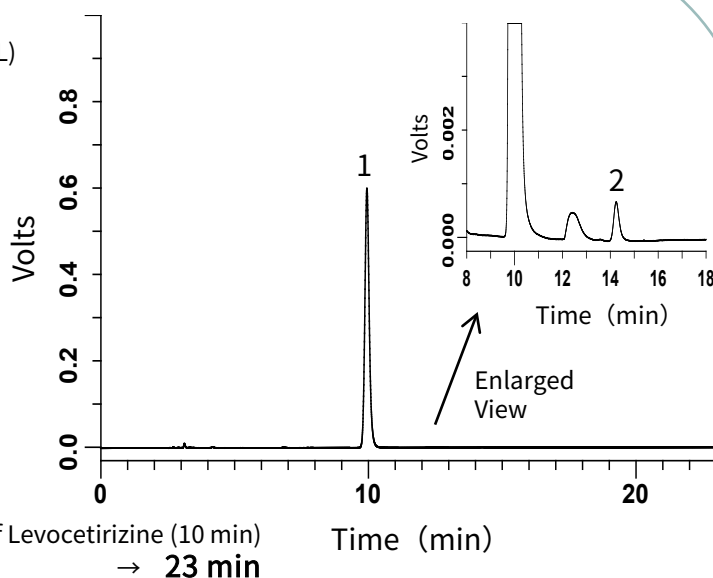 L)
Volts
0.8
0.6
0.4
0.2
0.0
1
0
10
20
Time（min）
Volts
0.002
0.000
2
8
10
12
14
16
18
Time（min）
Enlarged
View
Levocetirizine (10 min)
→ 23 min